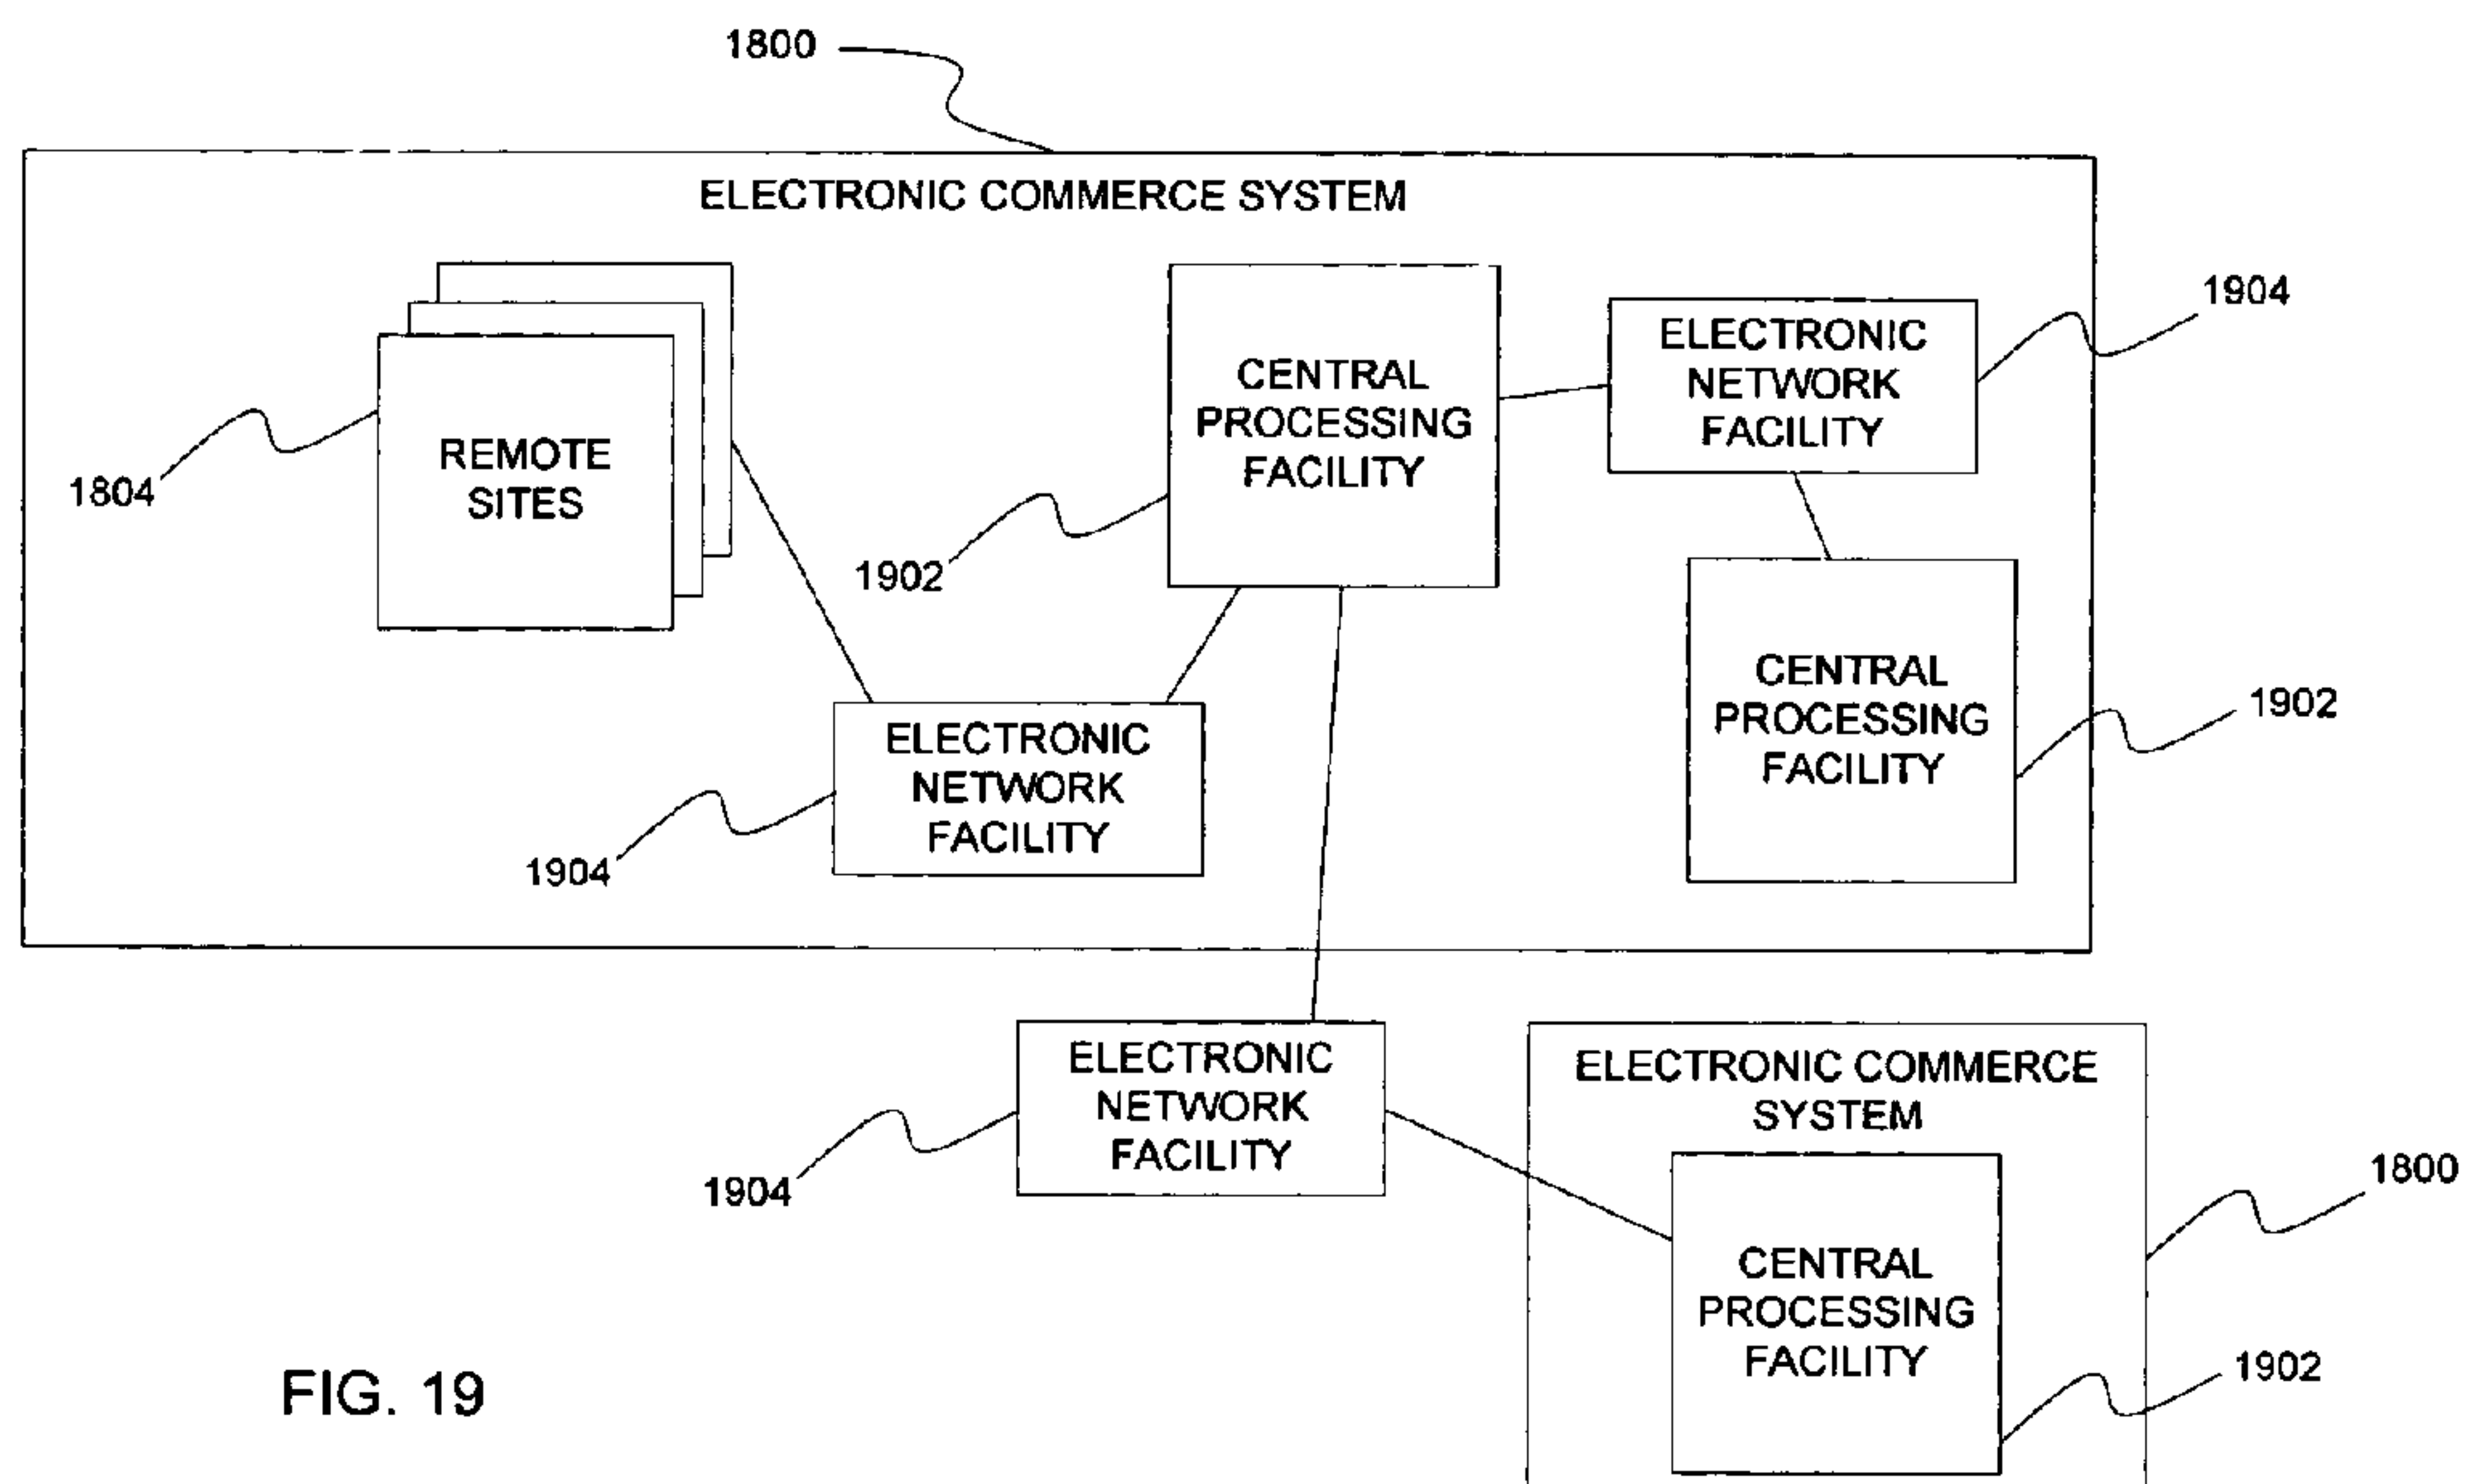 1800
ELECTRONIC COMMERCE SYSTEM
1904
ELECTRONIC
NETWORK
FACILITY
CENTRAL
PROCESSING
FACILITY
REMOTE
SITES
1804
1902
CENTRAL
PROCESSING
FACILITY
1902
ELECTRONIC
NETWORK
FACILITY
1904
ELECTRONIC
NETWORK
FACILITY
1904
ELECTRONIC COMMERCE
SYSTEM
1800
CENTRAL
PROCESSING
FACILITY
1902
FIG. 19